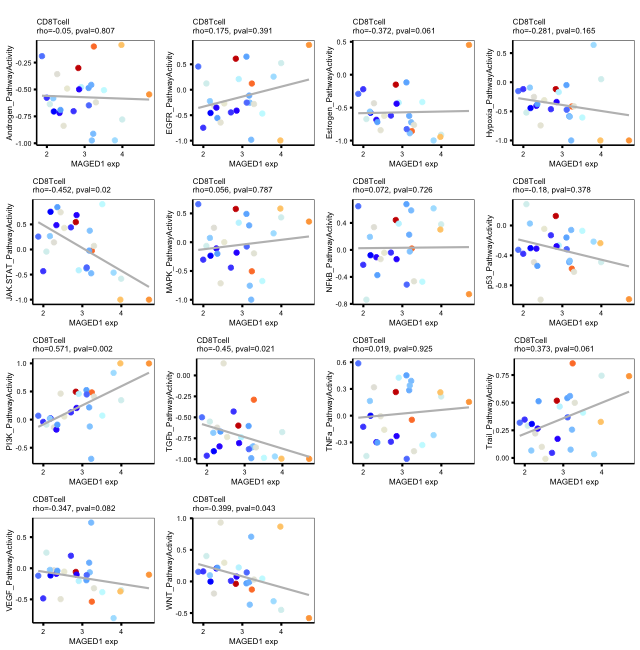 CD8Tcell
rho=-0.05, pval=0.807
Androgen_PathwayActivity
-0.25
-0.50
-0.75
-1.00
2 3 4
MAGED1 exp
CD8Tcell
rho=0.175, pval=0.391
EGFR_PathwayActivity
0.5
0.0
-0.5
-1.0
2 3 4
MAGED1 exp
CD8Tcell
rho=-0.372, pval=0.061
Estrogen_PathwayActivity
0.5
0.0
-0.5
-1.0
2 3 4
MAGED1 exp
CD8Tcell
rho=-0.281, pval=0.165
Hypoxia_PathwayActivity
0.5
0.0
-0.5
-1.0
2 3 4
MAGED1 exp
CD8Tcell
rho=-0.452, pval=0.02
JAK-STAT_PathwayActivity
0.5
0.0
-0.5
-1.0
2 3 4
MAGED1 exp
CD8Tcell
rho=0.056, pval=0.787
MAPK_PathwayActivity
0.5
0.0
-0.5
-1.0
2 3 4
MAGED1 exp
CD8Tcell
rho=0.072, pval=0.726
NFkB_PathwayActivity
0.4
0.0
-0.4
-0.8
2 3 4
MAGED1 exp
CD8Tcell
rho=-0.18, pval=0.378
p53_PathwayActivity
0.0
-0.4
-0.8
2 3 4
MAGED1 exp
CD8Tcell
rho=0.571, pval=0.002
PI3K_PathwayActivity
1.0
0.5
0.0
-0.5
2 3 4
MAGED1 exp
CD8Tcell
rho=-0.45, pval=0.021
TGFb_PathwayActivity
0.00
-0.25
-0.50
-0.75
-1.00
2 3 4
MAGED1 exp
CD8Tcell
rho=0.019, pval=0.925
TNFa_PathwayActivity
0.6
0.3
0.0
-0.3
2 3 4
MAGED1 exp
CD8Tcell
rho=0.373, pval=0.061
Trail_PathwayActivity
0.75
0.50
0.25
0.00
2 3 4
MAGED1 exp
CD8Tcell
rho=-0.347, pval=0.082
VEGF_PathwayActivity
0.5
0.0
-0.5
2 3 4
MAGED1 exp
CD8Tcell
rho=-0.399, pval=0.043
WNT_PathwayActivity
1.0
0.5
0.0
-0.5
2 3 4
MAGED1 exp